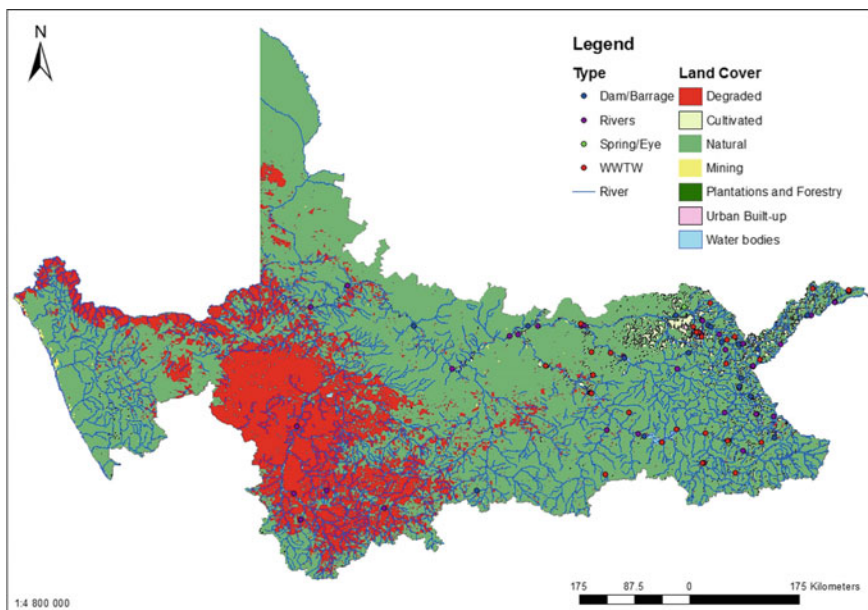 N
Legend
Type
Dam/Barrage
Rivers
Spring/Eye
WWTW
River
Land Cover
Degraded
Cultivated
Natural
Mining
Plantations and Forestry
Urban Built-up
Water bodies
1:4 800 000
175 87.5 0 175 Kilometers